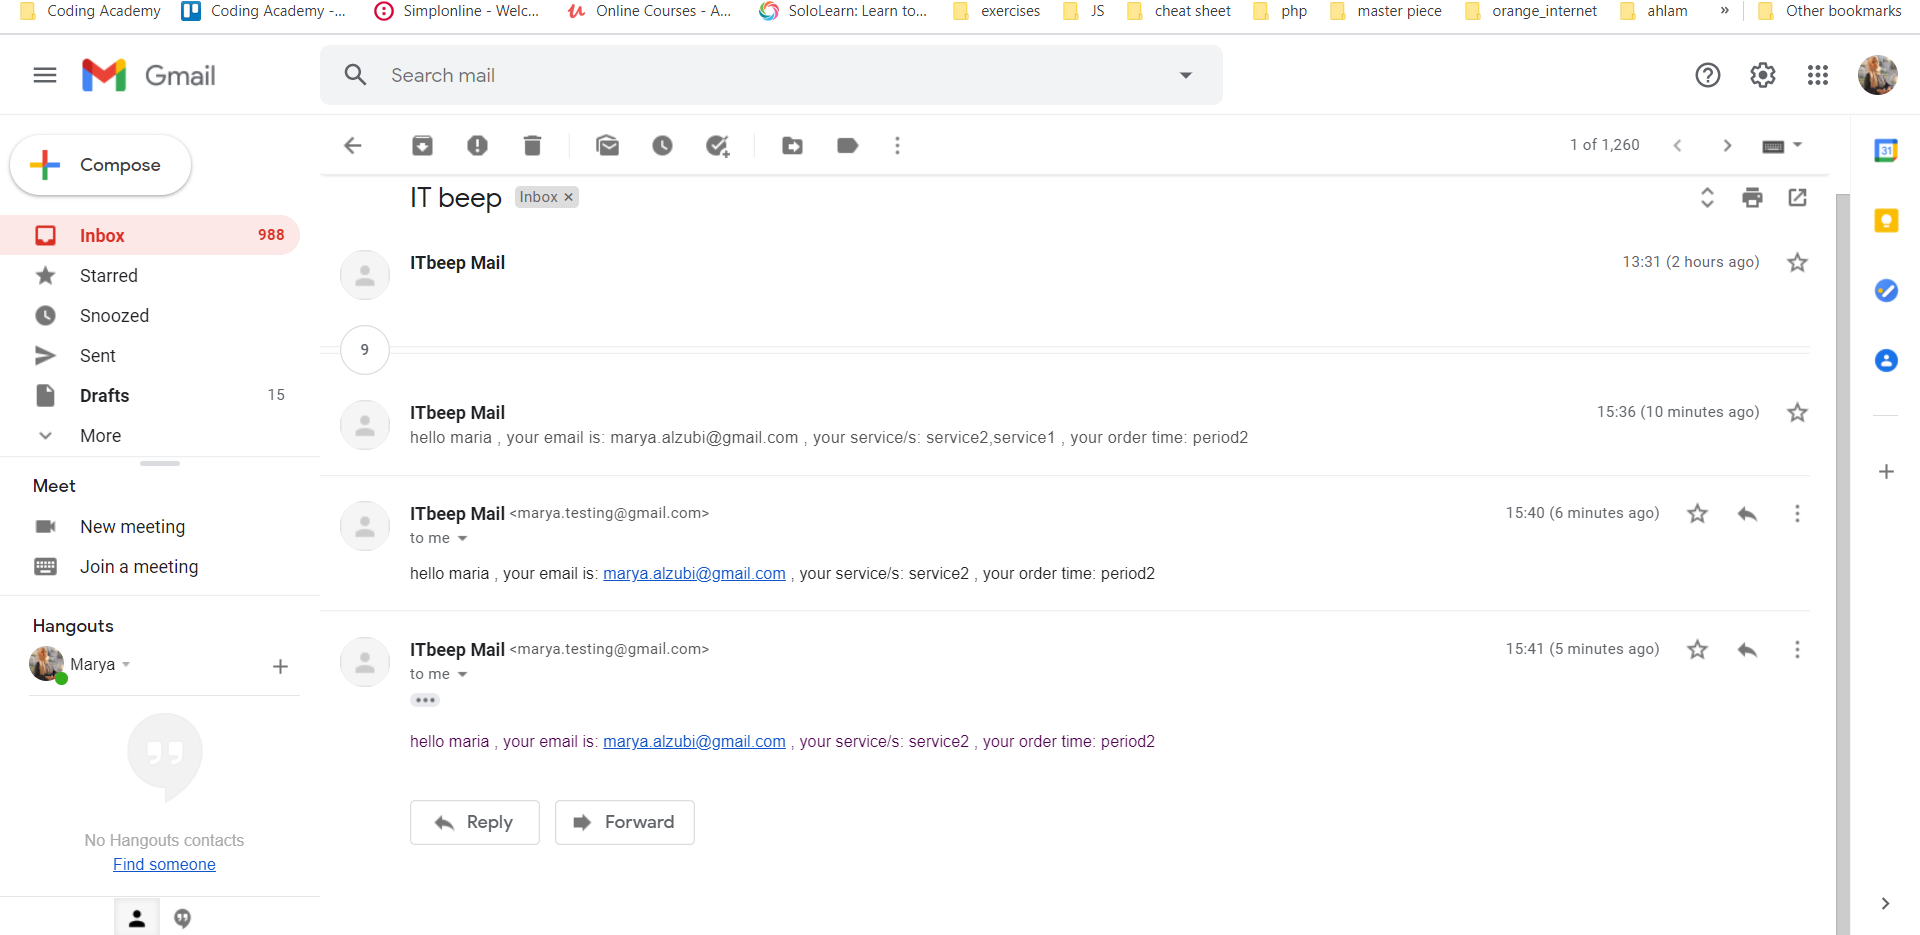 Coding Academy Coding Academy -... Simplonline - Welc... Online Courses - A... SoloLearn: Learn to... exercises JS cheat sheet php master piece orange_internet ahlam » Other bookmarks
Gmail
Search mail
Compose
1 of 1,260
31
IT beep Inbox ×
Inbox 988
Starred
Snoozed
Sent
Drafts 15
More
Meet
New meeting
Join a meeting
Hangouts
Marya
No Hangouts contacts
Find someone
ITbeep Mail 13:31 (2 hours ago)
9
ITbeep Mail 15:36 (10 minutes ago)
hello maria , your email is: marya.alzubi@gmail.com , your service/s: service2,service1 , your order time: period2
ITbeep Mail <marya.testing@gmail.com> 15:40 (6 minutes ago)
to me
hello maria , your email is: marya.alzubi@gmail.com , your service/s: service2 , your order time: period2
ITbeep Mail <marya.testing@gmail.com> 15:41 (5 minutes ago)
to me
•••
hello maria , your email is: marya.alzubi@gmail.com , your service/s: service2 , your order time: period2
Reply Forward